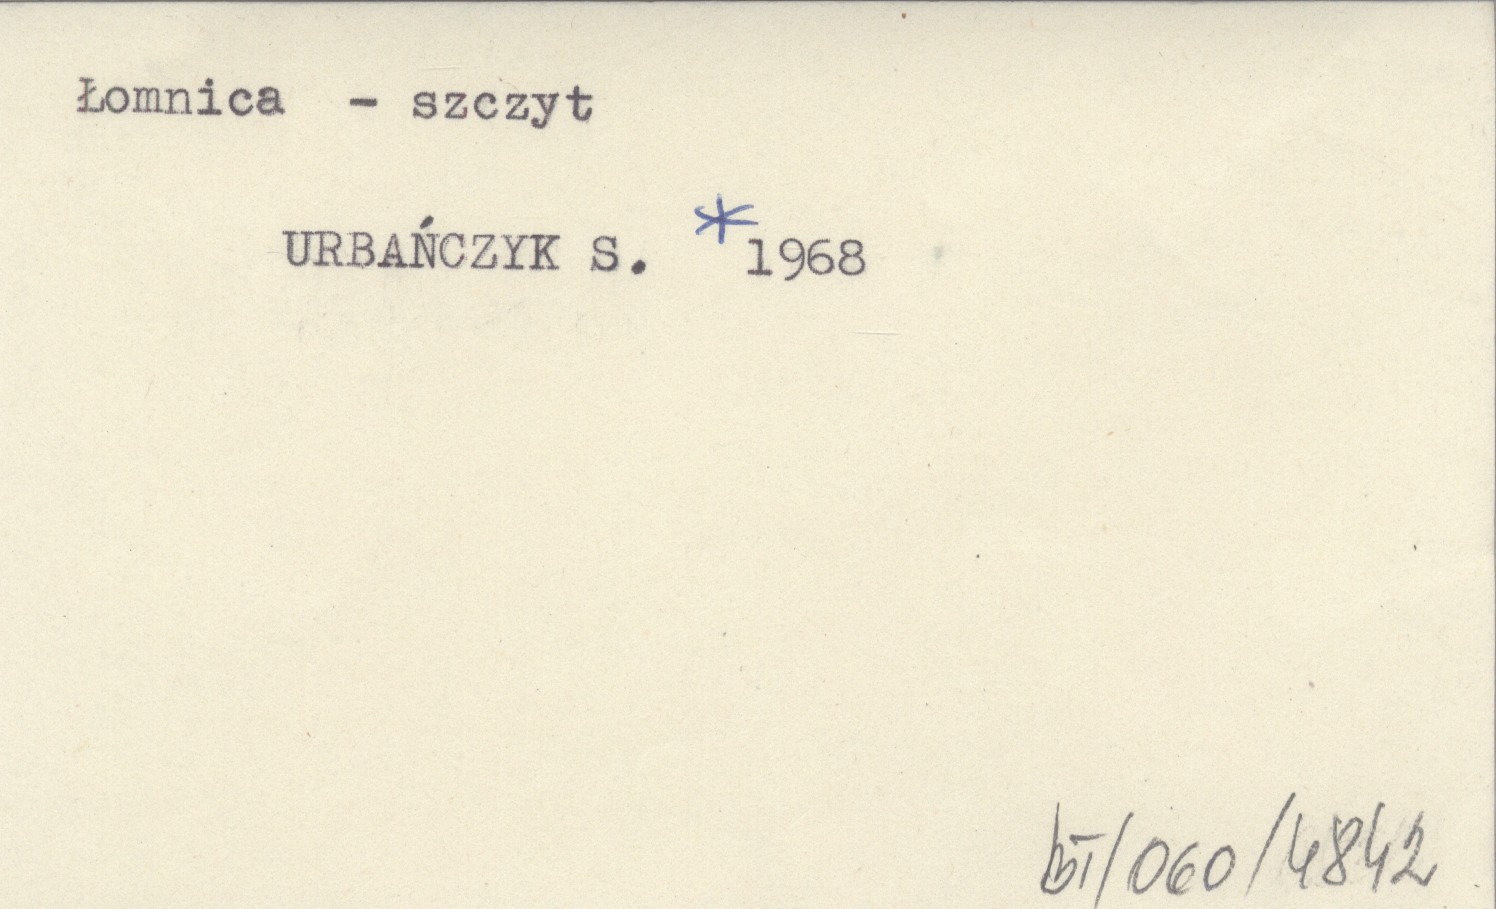 Łomnica - szczyt
URBAŃCZYK S. *1968
bI/060/4842